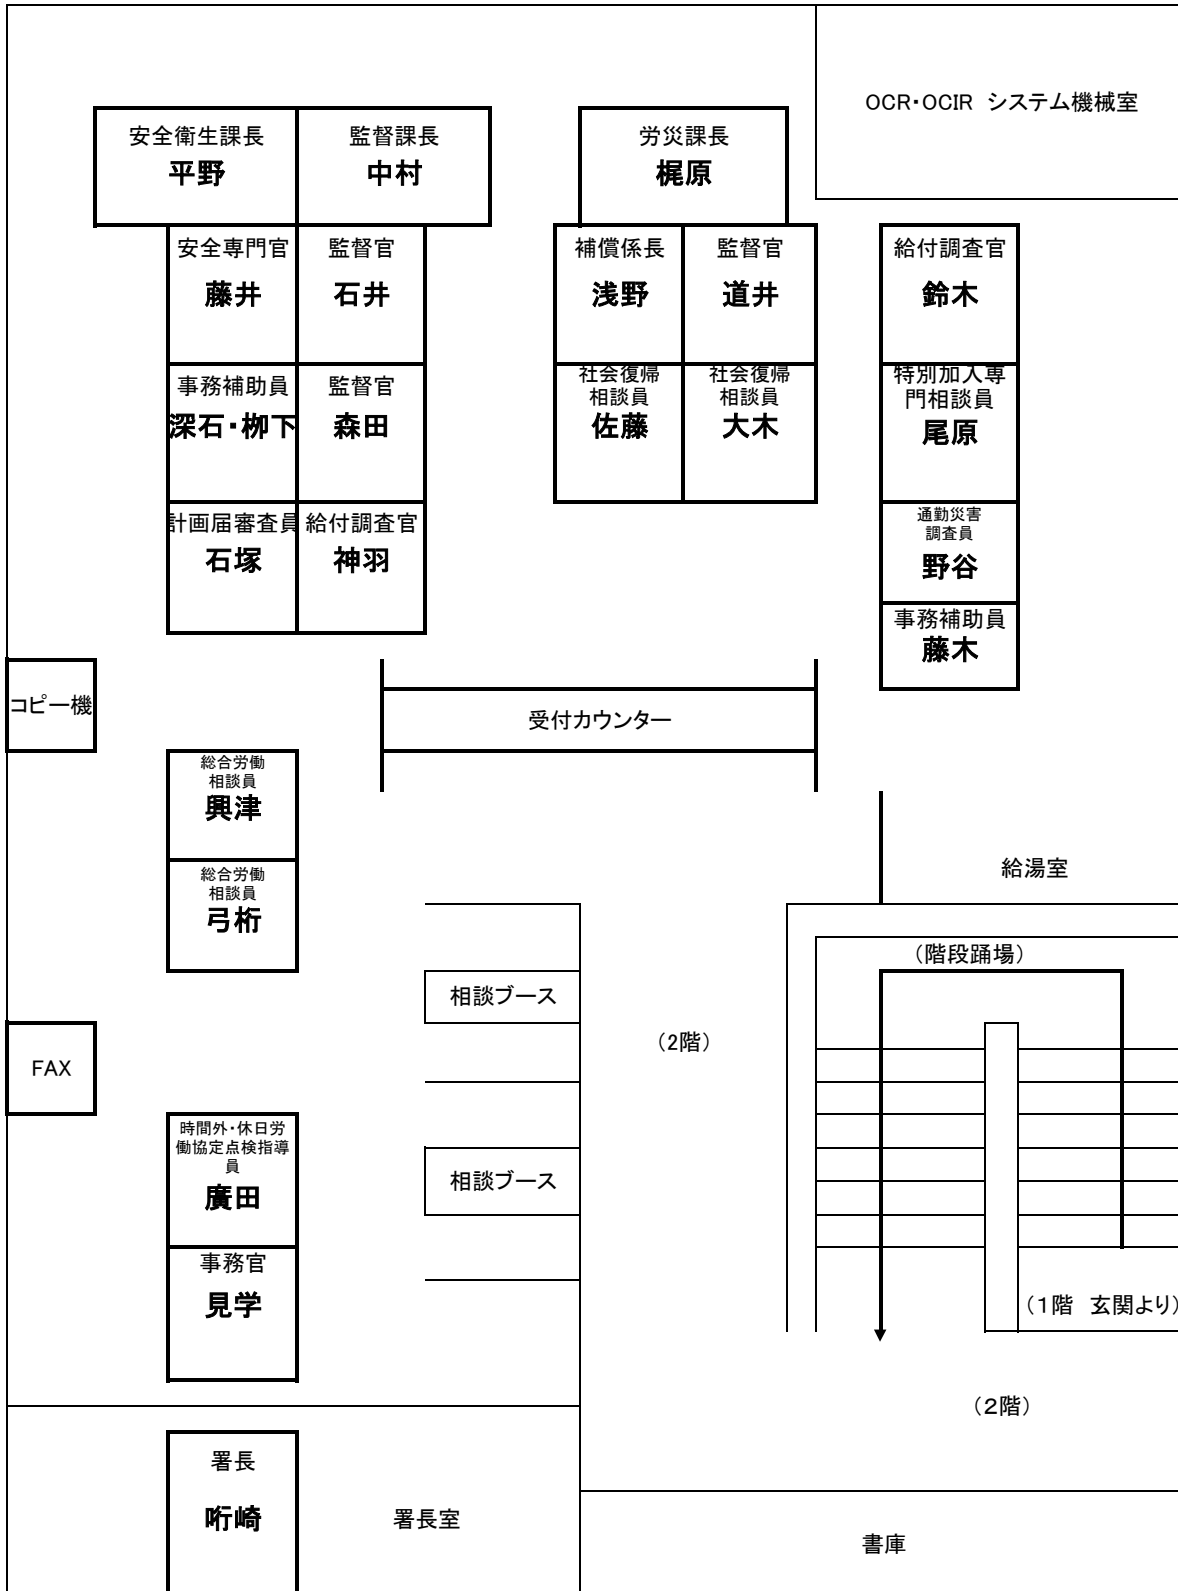 OCR・OCIR システム機械室
安全衛生課長
平野
監督課長
中村
労災課長
梶原
安全専門官
藤井
監督官
石井
補償係長
浅野
監督官
道井
給付調査官
鈴木
事務補助員
深石・栁下
監督官
森田
社会復帰
相談員
佐藤
社会復帰
相談員
大木
特別加入専
門相談員
尾原
計画届審査員
石塚
給付調査官
神羽
通勤災害
調査員
野谷
事務補助員
藤木
コピー機
受付カウンター
総合労働
相談員
興津
総合労働
相談員
弓桁
給湯室
（階段踊場）
相談ブース
（2階）
FAX
時間外・休日労
働協定点検指導
員
廣田
相談ブース
事務官
見学
（1階 玄関より）
（2階）
署長
哘崎
署長室
書庫